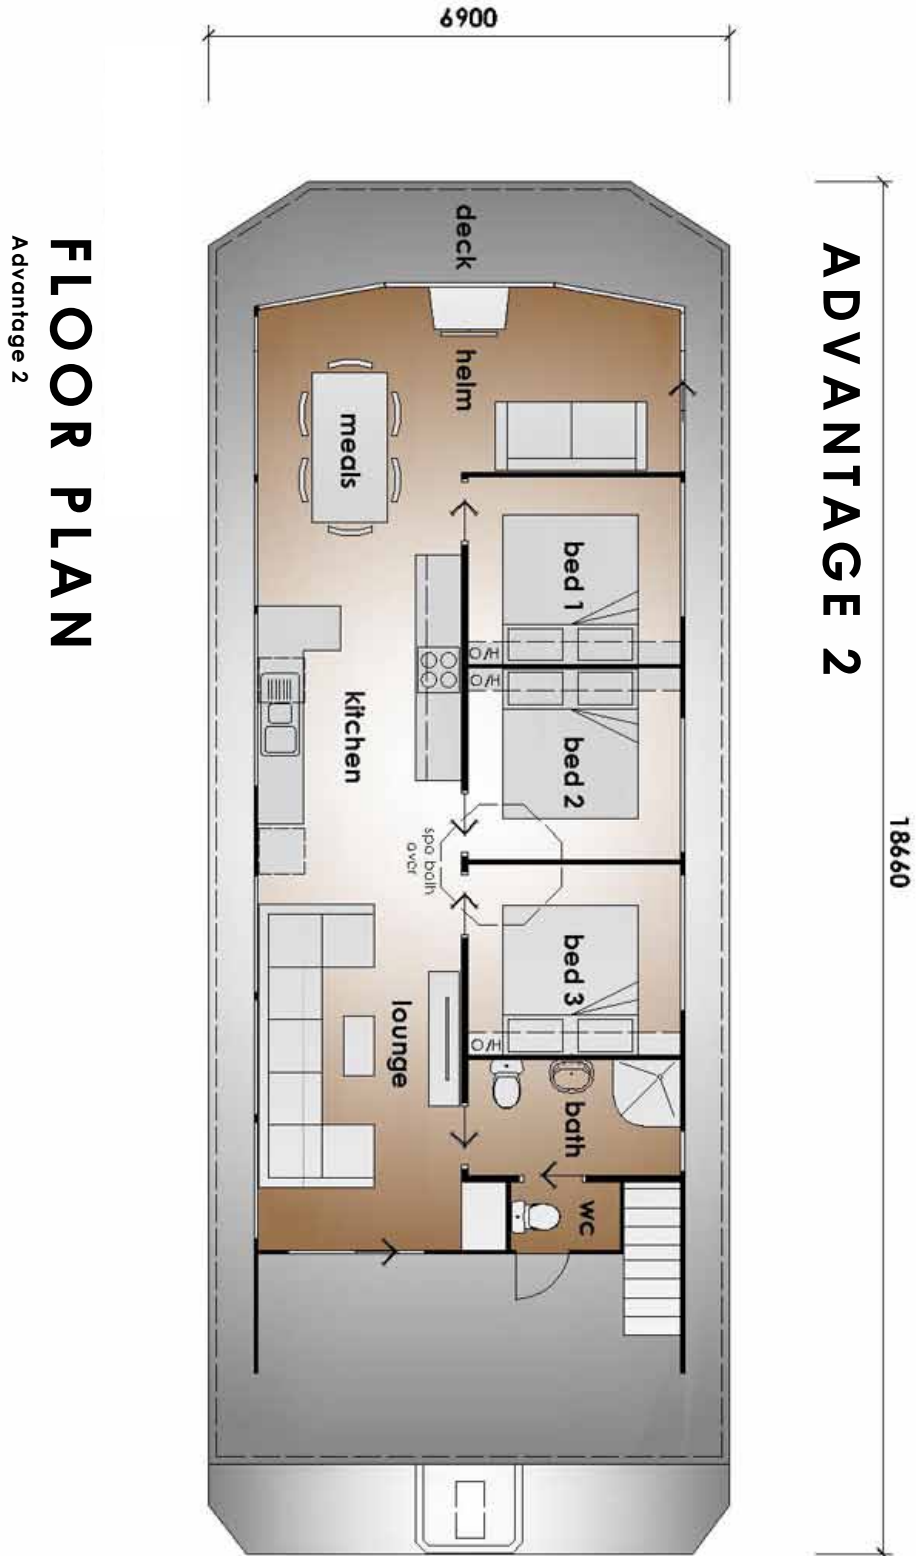 ADVANTAGE 2
18660
6900
deck
helm
meals
bed 1
O/H
O/H
bed 2
kitchen
spa bath
over
bed 3
O/H
lounge
bath
wc
FLOOR PLAN
Advantage 2